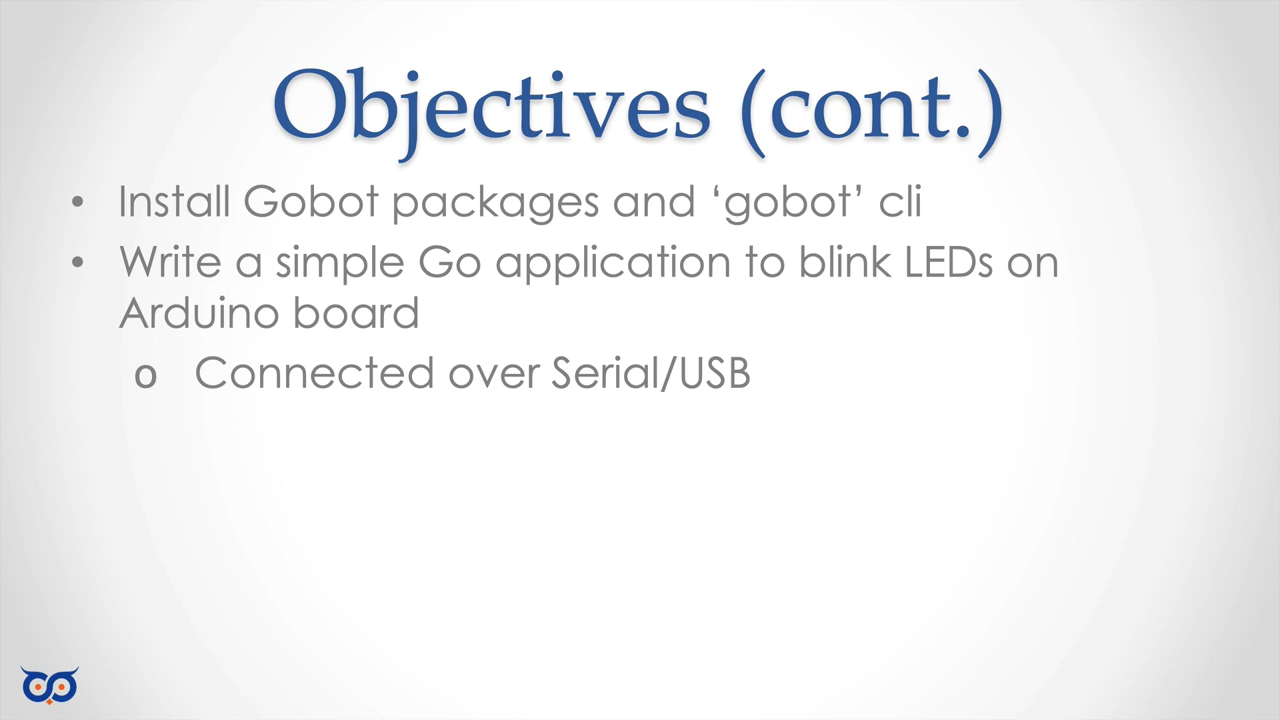 Objectives (cont.)
• Install Gobot packages and ‘gobot’ cli
• Write a simple Go application to blink LEDs on
Arduino board
o Connected over Serial/USB